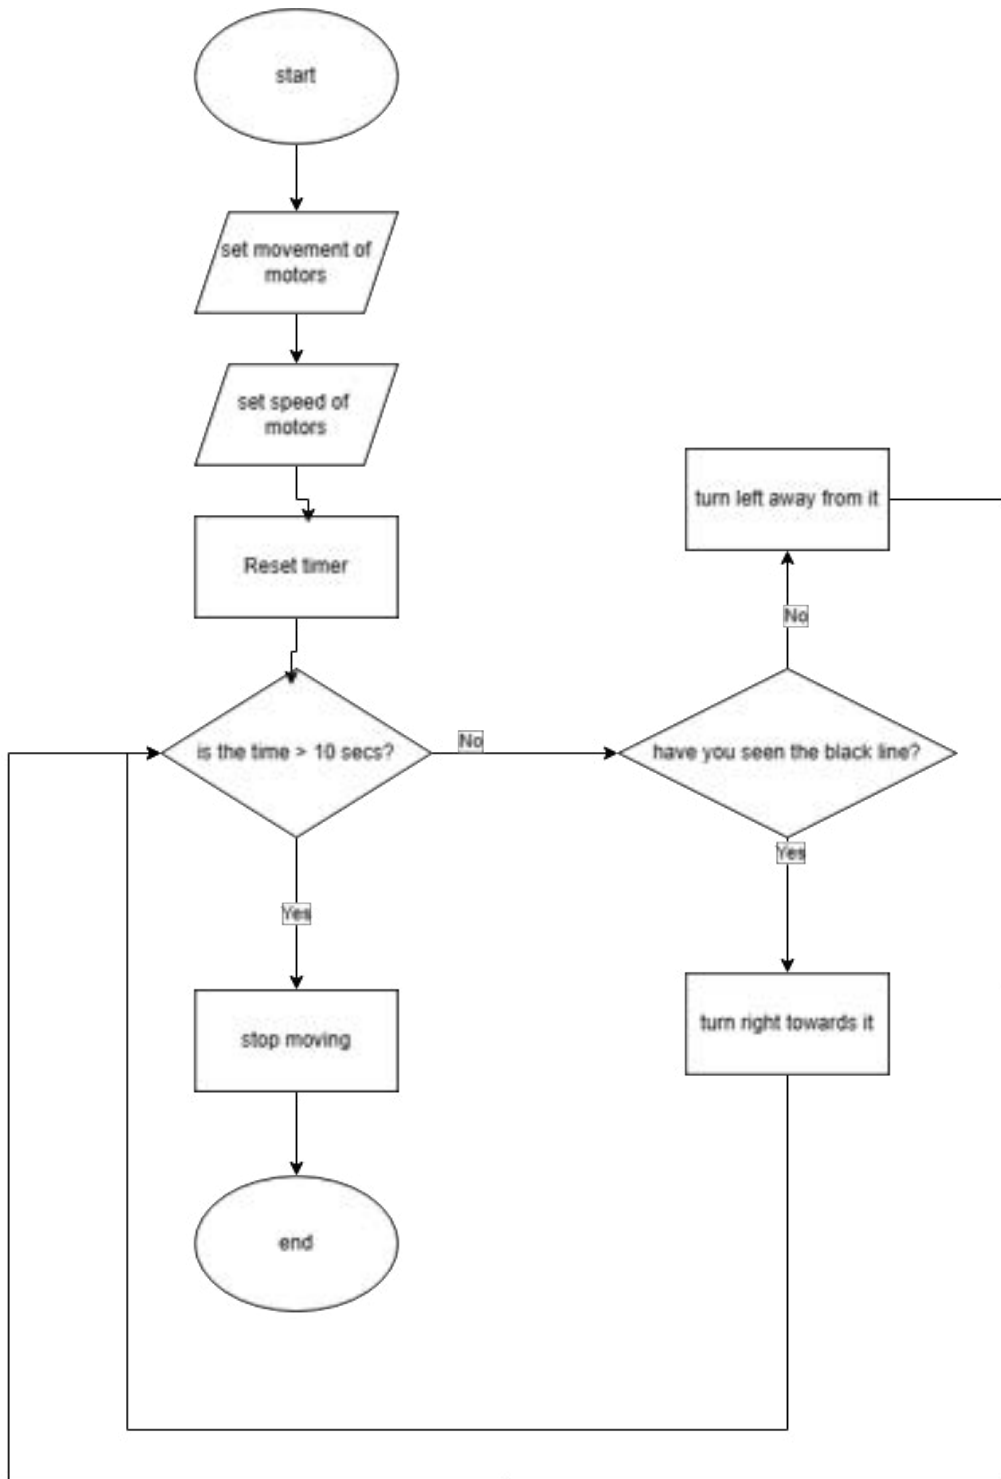 start
set movement of
motors
set speed of
motors
Reset timer
is the time > 10 secs?
No
have you seen the black line?
No
turn left away from it
Yes
turn right towards it
Yes
stop moving
end